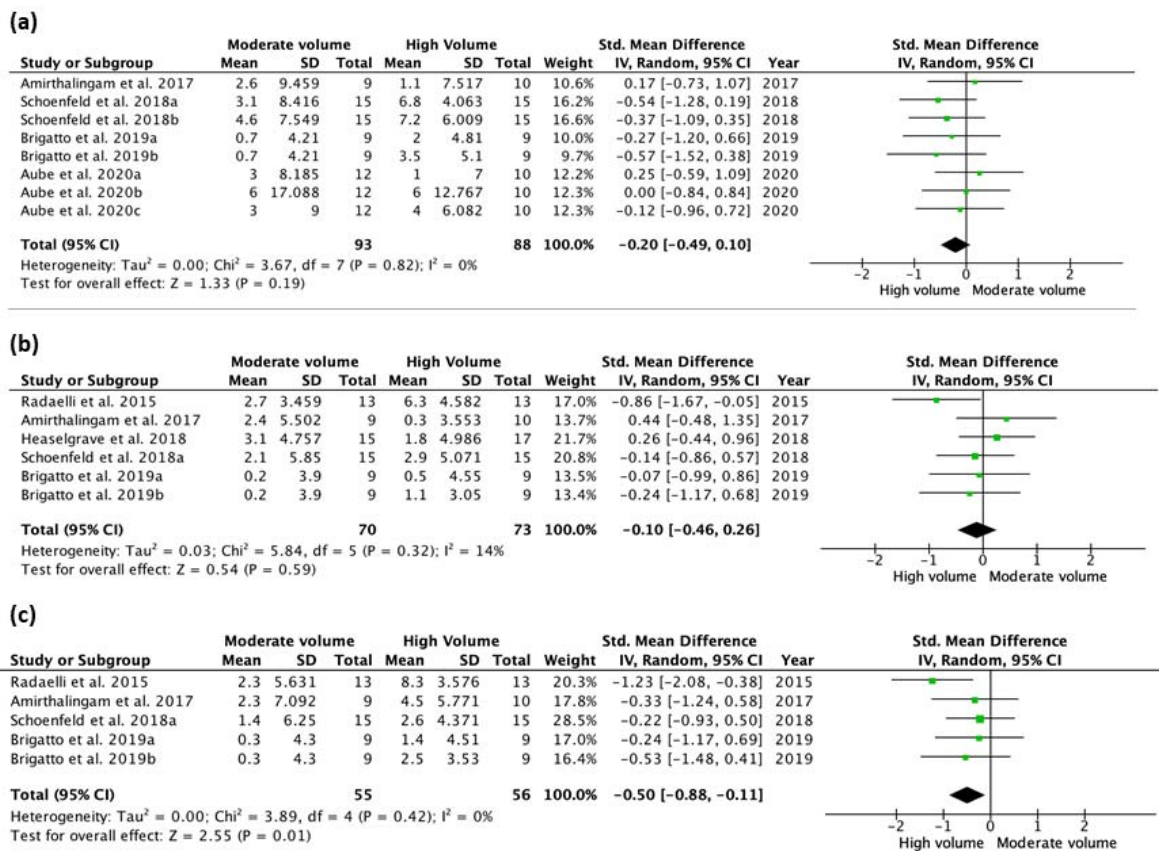 (a)
Moderate volume High Volume Std. Mean Difference Std. Mean Difference
Study or Subgroup Mean SD Total Mean SD Total Weight IV, Random, 95% CI Year IV, Random, 95% CI
Amirthalingam et al. 2017 2.6 9.459 9 1.1 7.517 10 10.6% 0.17 [-0.73, 1.07] 2017
Schoenfeld et al. 2018a 3.1 8.416 15 6.8 4.063 15 16.2% -0.54 [-1.28, 0.19] 2018
Schoenfeld et al. 2018b 4.6 7.549 15 7.2 6.009 15 16.6% -0.37 [-1.09, 0.35] 2018
Brigatto et al. 2019a 0.7 4.21 9 2 4.81 9 10.0% -0.27 [-1.20, 0.66] 2019
Brigatto et al. 2019b 0.7 4.21 9 3.5 5.1 9 9.7% -0.57 [-1.52, 0.38] 2019
Aube et al. 2020a 3 8.185 12 1 7 10 12.2% 0.25 [-0.59, 1.09] 2020
Aube et al. 2020b 6 17.088 12 6 12.767 10 12.3% 0.00 [-0.84, 0.84] 2020
Aube et al. 2020c 3 9 12 4 6.082 10 12.3% -0.12 [-0.96, 0.72] 2020
Total (95% CI) 93 88 100.0% -0.20 [-0.49, 0.10]
Heterogeneity: Tau² = 0.00; Chi² = 3.67, df = 7 (P = 0.82); I² = 0%
Test for overall effect: Z = 1.33 (P = 0.19)
-2 -1 0 1 2
High volume Moderate volume
(b)
Moderate volume High Volume Std. Mean Difference Std. Mean Difference
Study or Subgroup Mean SD Total Mean SD Total Weight IV, Random, 95% CI Year IV, Random, 95% CI
Radaelli et al. 2015 2.7 3.459 13 6.3 4.582 13 17.0% -0.86 [-1.67, -0.05] 2015
Amirthalingam et al. 2017 2.4 5.502 9 0.3 3.553 10 13.7% 0.44 [-0.48, 1.35] 2017
Heaselgrave et al. 2018 3.1 4.757 15 1.8 4.986 17 21.7% 0.26 [-0.44, 0.96] 2018
Schoenfeld et al. 2018a 2.1 5.85 15 2.9 5.071 15 20.8% -0.14 [-0.86, 0.57] 2018
Brigatto et al. 2019a 0.2 3.9 9 0.5 4.55 9 13.5% -0.07 [-0.99, 0.86] 2019
Brigatto et al. 2019b 0.2 3.9 9 1.1 3.05 9 13.4% -0.24 [-1.17, 0.68] 2019
Total (95% CI) 70 73 100.0% -0.10 [-0.46, 0.26]
Heterogeneity: Tau² = 0.03; Chi² = 5.84, df = 5 (P = 0.32); I² = 14%
Test for overall effect: Z = 0.54 (P = 0.59)
-2 -1 0 1 2
High volume Moderate volume
(c)
Moderate volume High Volume Std. Mean Difference Std. Mean Difference
Study or Subgroup Mean SD Total Mean SD Total Weight IV, Random, 95% CI Year IV, Random, 95% CI
Radaelli et al. 2015 2.3 5.631 13 8.3 3.576 13 20.3% -1.23 [-2.08, -0.38] 2015
Amirthalingam et al. 2017 2.3 7.092 9 4.5 5.771 10 17.8% -0.33 [-1.24, 0.58] 2017
Schoenfeld et al. 2018a 1.4 6.25 15 2.6 4.371 15 28.5% -0.22 [-0.93, 0.50] 2018
Brigatto et al. 2019a 0.3 4.3 9 1.4 4.51 9 17.0% -0.24 [-1.17, 0.69] 2019
Brigatto et al. 2019b 0.3 4.3 9 2.5 3.53 9 16.4% -0.53 [-1.48, 0.41] 2019
Total (95% CI) 55 56 100.0% -0.50 [-0.88, -0.11]
Heterogeneity: Tau² = 0.00; Chi² = 3.89, df = 4 (P = 0.42); I² = 0%
Test for overall effect: Z = 2.55 (P = 0.01)
-2 -1 0 1 2
High volume Moderate volume